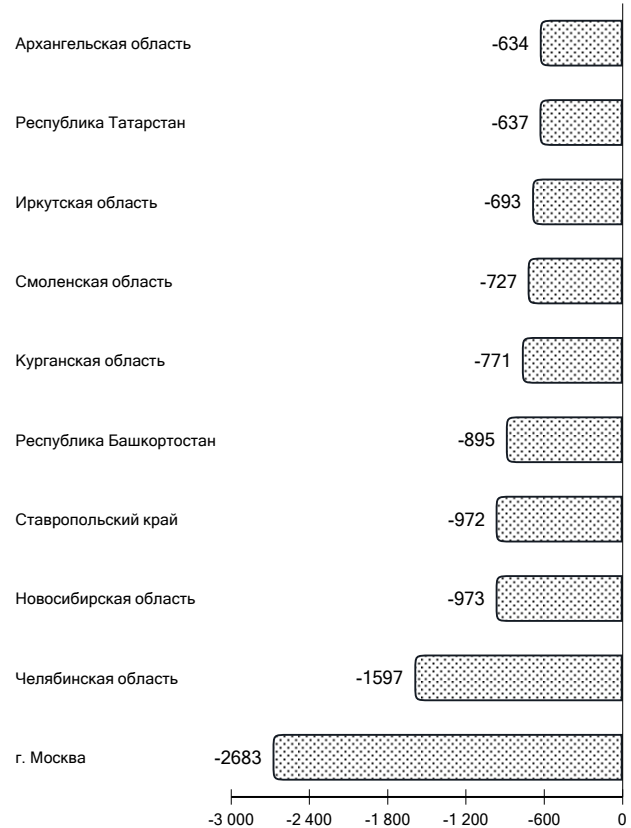 Архангельская область -634
Республика Татарстан -637
Иркутская область -693
Смоленская область -727
Курганская область -771
Республика Башкортостан -895
Ставропольский край -972
Новосибирская область -973
Челябинская область -1597
г. Москва -2683
-3 000 -2 400 -1 800 -1 200 -600 0